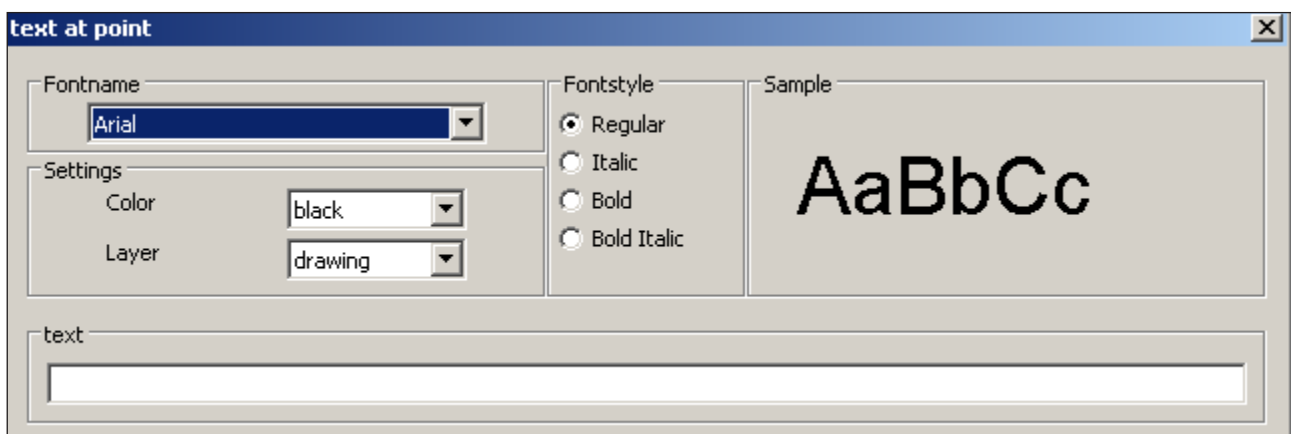 text at point
Fontname
Arial
Fontstyle
Regular
Italic
Bold
Bold Italic
Sample
AaBbCc
Settings
Color
black
Layer
drawing
text